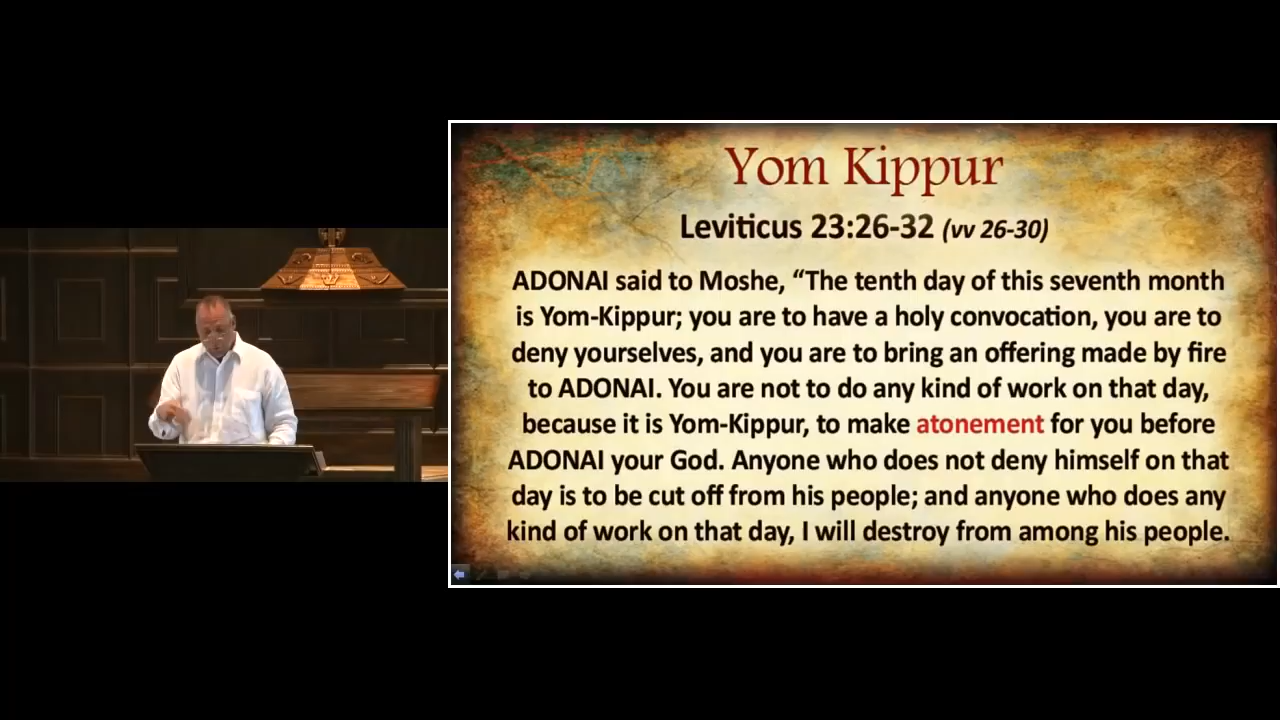 Yom Kippur
Leviticus 23:26-32 (vv 26-30)
ADONAI said to Moshe, “The tenth day of this seventh month
is Yom-Kippur; you are to have a holy convocation, you are to
deny yourselves, and you are to bring an offering made by fire
to ADONAI. You are not to do any kind of work on that day,
because it is Yom-Kippur, to make atonement for you before
ADONAI your God. Anyone who does not deny himself on that
day is to be cut off from his people; and anyone who does any
kind of work on that day, I will destroy from among his people.